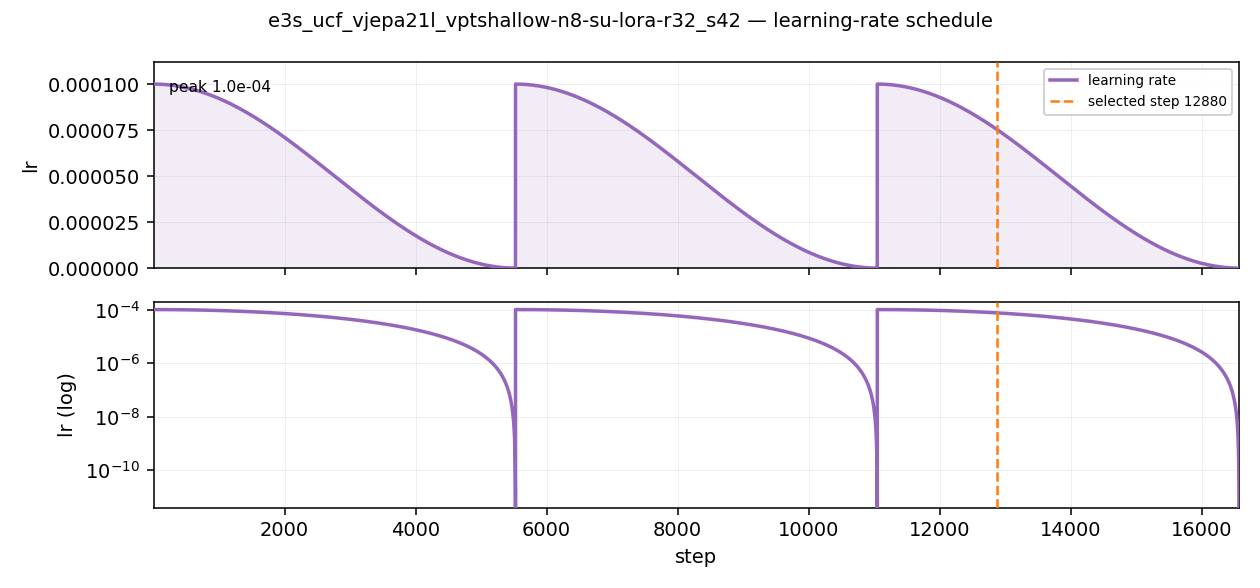 e3s_ucf_vjepa21l_vptshallow-n8-su-lora-r32_s42 — learning-rate schedule
peak 1.0e-04
learning rate
selected step 12880
lr
0.000100
0.000075
0.000050
0.000025
0.000000
lr (log)
10⁻⁴
10⁻⁶
10⁻⁸
10⁻¹⁰
2000 4000 6000 8000 10000 12000 14000 16000
step